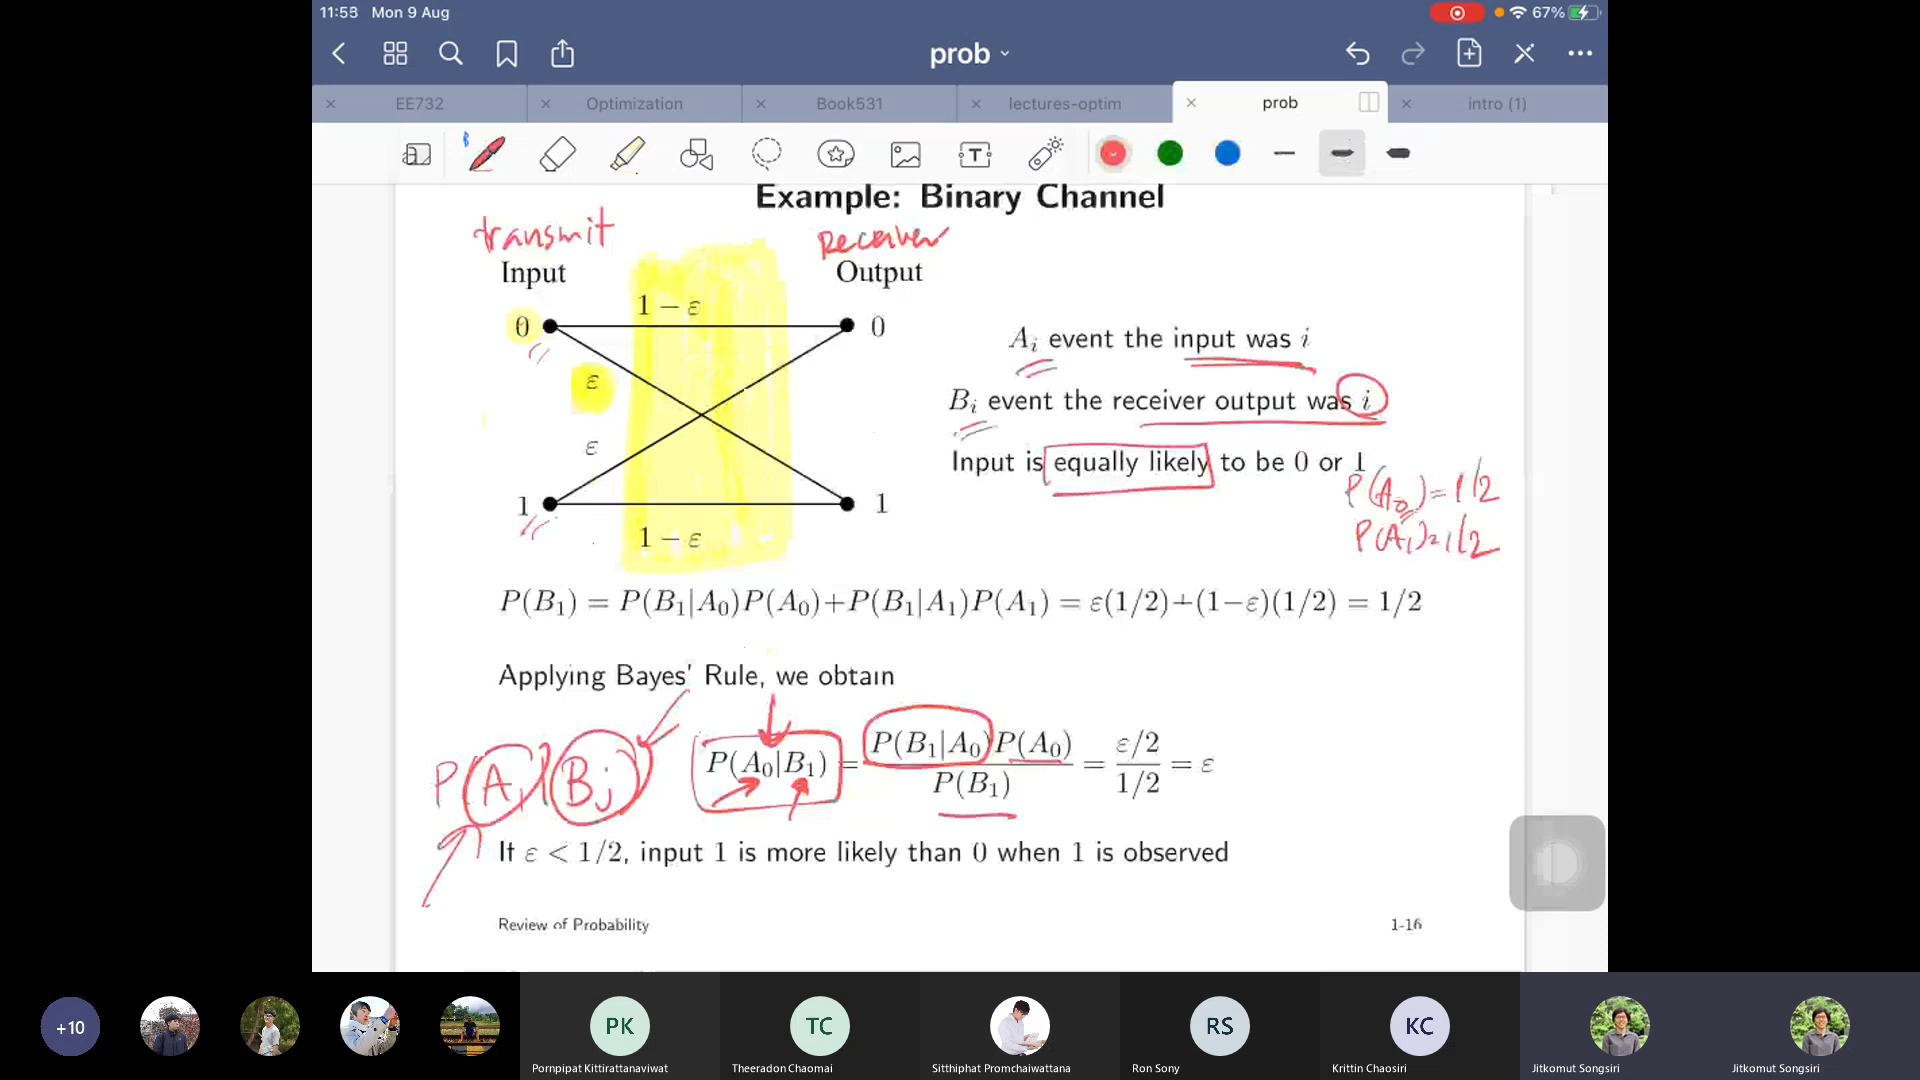 11:58 Mon 9 Aug
67%
prob
EE732
Optimization
Book531
lectures-optim
prob
intro (1)
Example: Binary Channel
transmit
Receiver
Input
Output
1 − ε
0
0
ε
ε
1
1
1 − ε
A_i event the input was i
B_i event the receiver output was i
Input is equally likely to be 0 or 1
P(A_0) = 1/2
P(A_1) = 1/2
P(B_1) = P(B_1|A_0)P(A_0)+P(B_1|A_1)P(A_1) = ε(1/2)+(1−ε)(1/2) = 1/2
Applying Bayes' Rule, we obtain
P(A_i|B_j)
P(A_0|B_1) = P(B_1|A_0)P(A_0) / P(B_1) = ε/2 / 1/2 = ε
If ε < 1/2, input 1 is more likely than 0 when 1 is observed
Review of Probability
1-16
+10
PK
TC
RS
KC
Pornpipat Kittirattanaviwat
Theeradon Chaomai
Sitthiphat Promchaiwattana
Ron Sony
Krittin Chaosiri
Jitkomut Songsiri
Jitkomut Songsiri